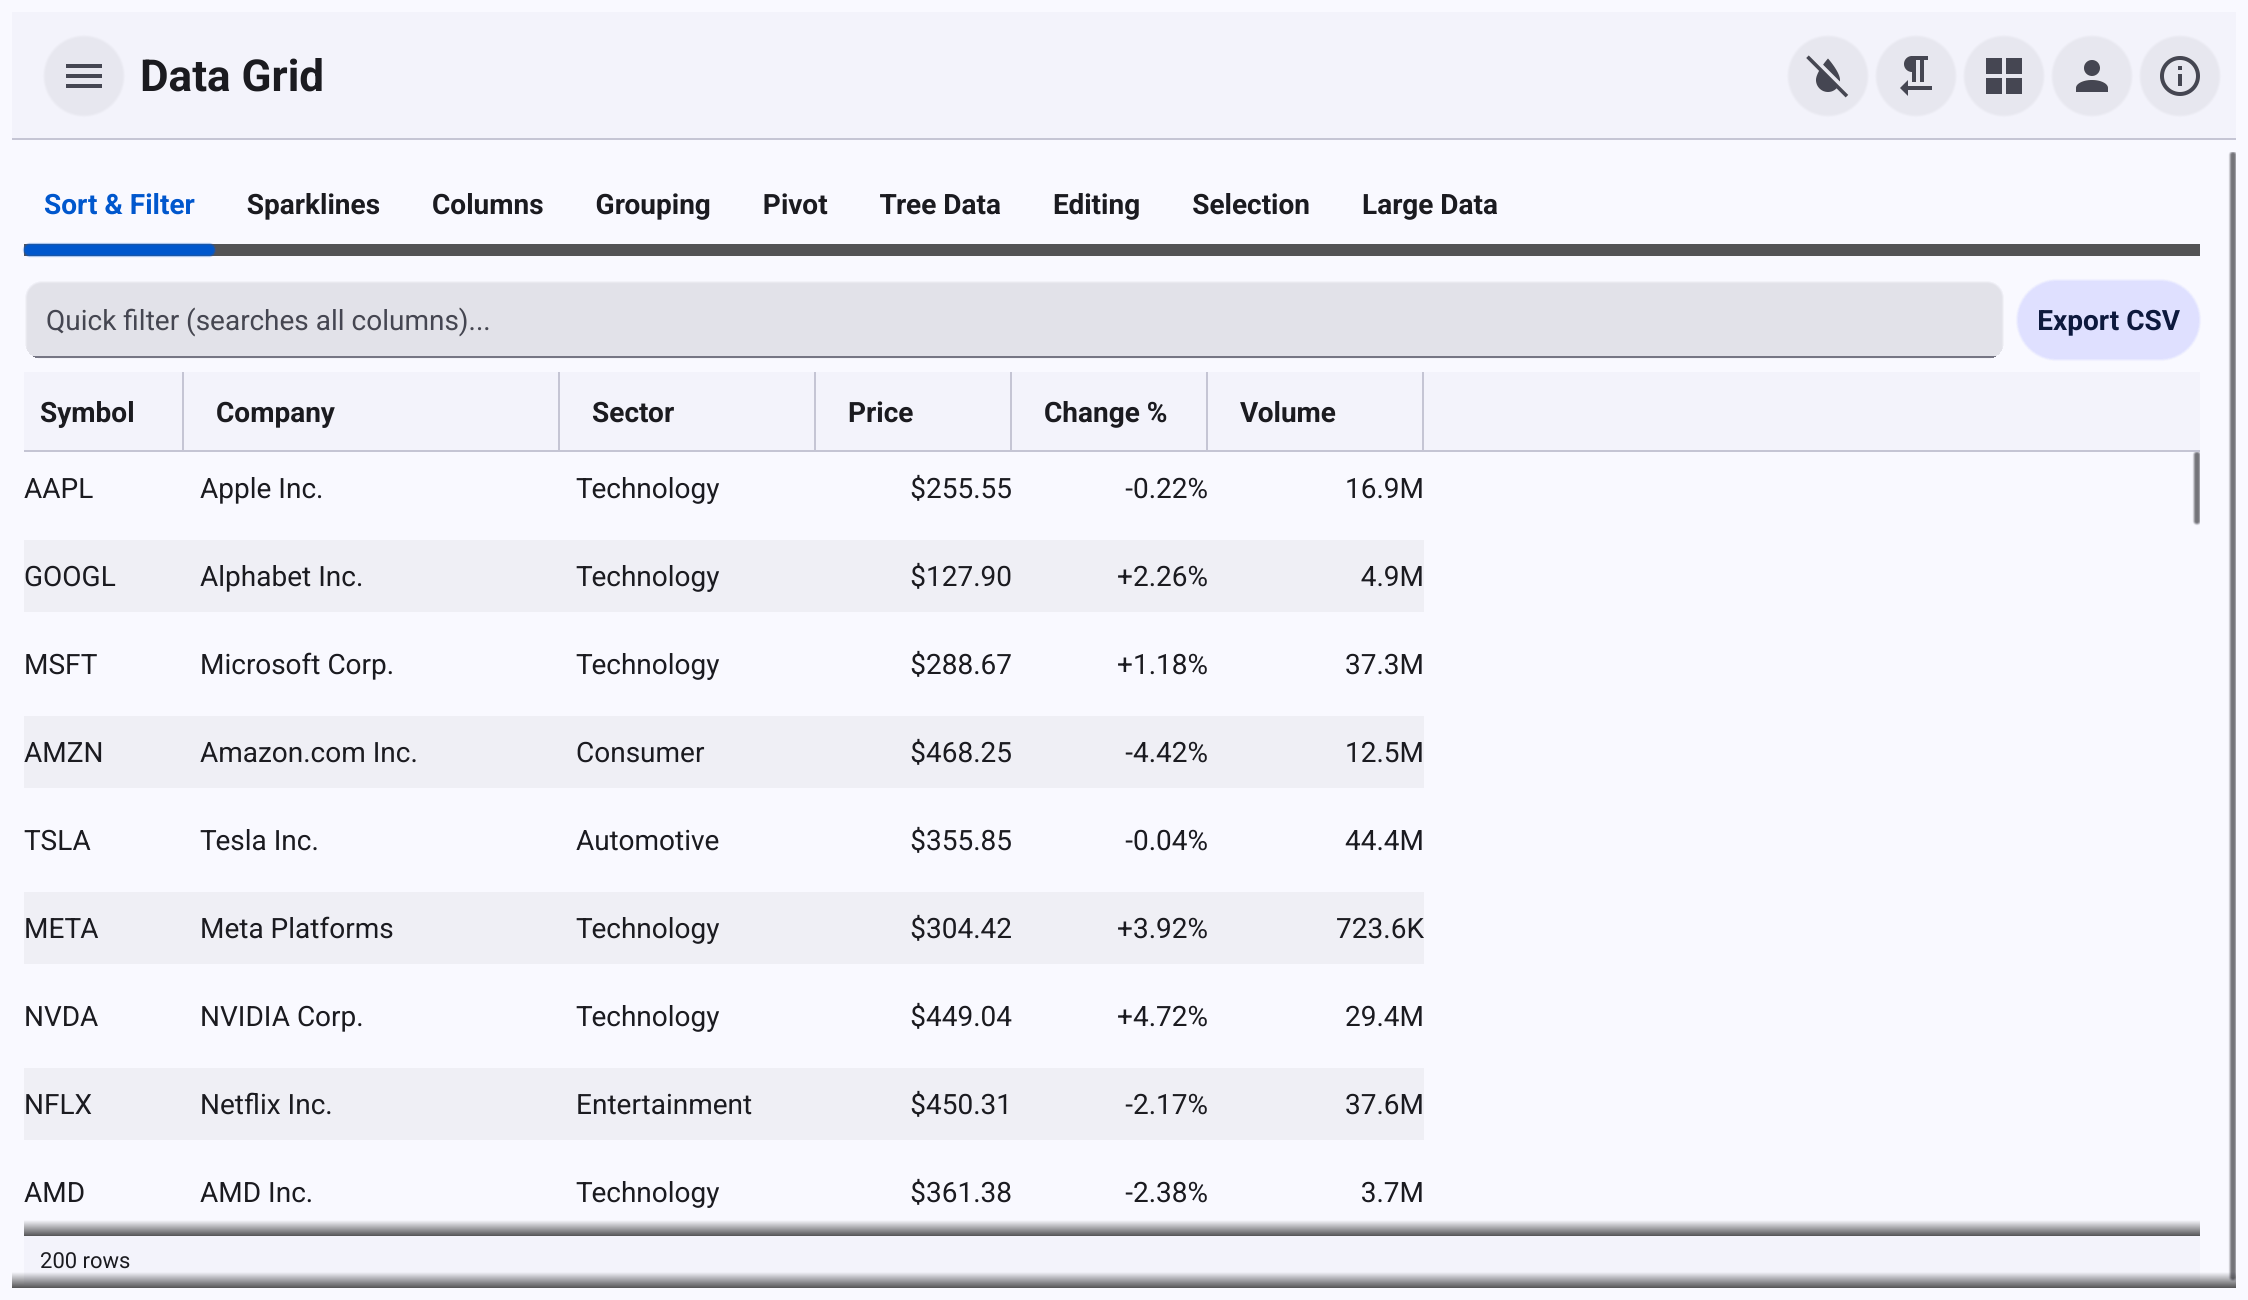 Data Grid
Sort & Filter Sparklines Columns Grouping Pivot Tree Data Editing Selection Large Data
Quick filter (searches all columns)... Export CSV
Symbol Company Sector Price Change % Volume
AAPL Apple Inc. Technology $255.55 -0.22% 16.9M
GOOGL Alphabet Inc. Technology $127.90 +2.26% 4.9M
MSFT Microsoft Corp. Technology $288.67 +1.18% 37.3M
AMZN Amazon.com Inc. Consumer $468.25 -4.42% 12.5M
TSLA Tesla Inc. Automotive $355.85 -0.04% 44.4M
META Meta Platforms Technology $304.42 +3.92% 723.6K
NVDA NVIDIA Corp. Technology $449.04 +4.72% 29.4M
NFLX Netflix Inc. Entertainment $450.31 -2.17% 37.6M
AMD AMD Inc. Technology $361.38 -2.38% 3.7M
200 rows